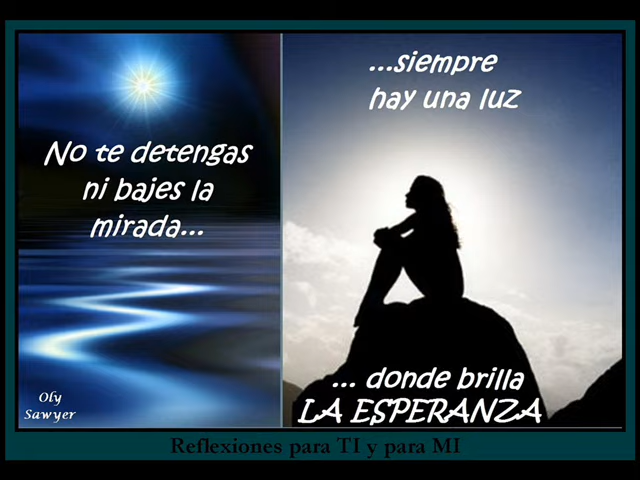 No te detengas
ni bajes la
mirada...
...siempre
hay una luz
... donde brilla
LA ESPERANZA
Oly
Sawyer
Reflexiones para TI y para MI